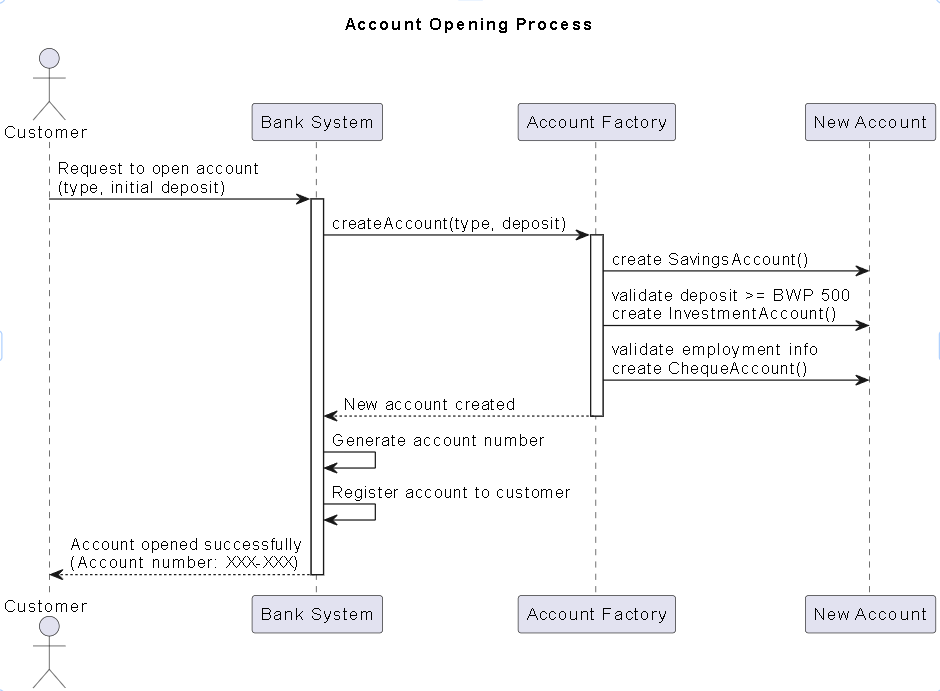 Account Opening Process
Customer
Bank System
Account Factory
New Account
Request to open account
(type, initial deposit)
createAccount(type, deposit)
create SavingsAccount()
validate deposit >= BWP 500
create InvestmentAccount()
validate employment info
create ChequeAccount()
New account created
Generate account number
Register account to customer
Account opened successfully
(Account number: XXX-XXX)
Customer
Bank System
Account Factory
New Account